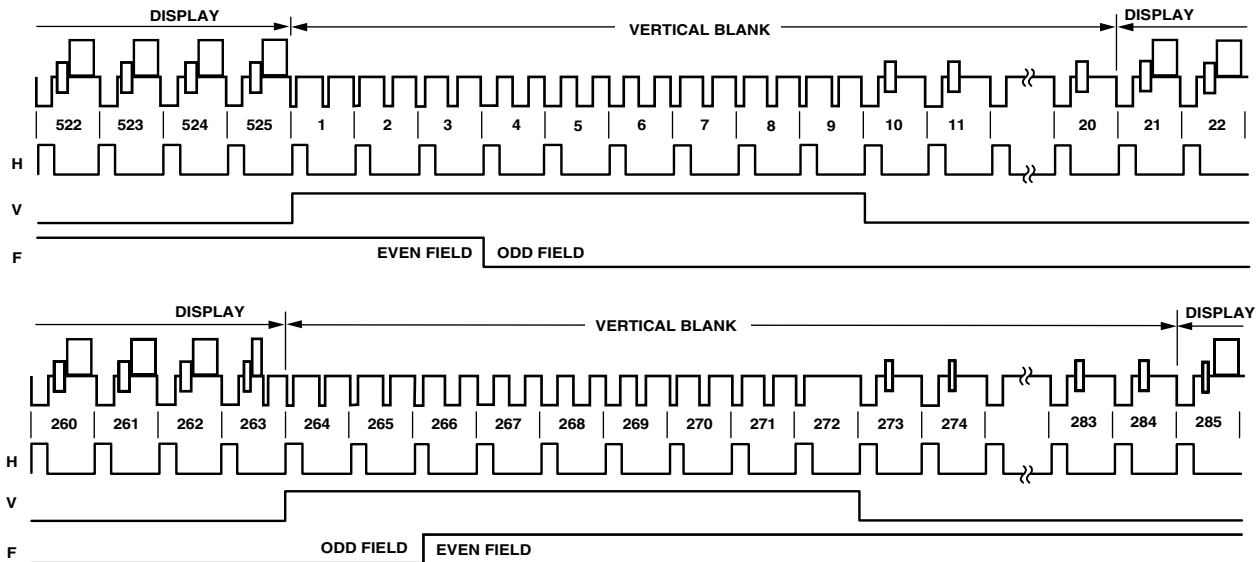 DISPLAY VERTICAL BLANK DISPLAY
522 523 524 525 1 2 3 4 5 6 7 8 9 10 11 20 21 22
H
V
F EVEN FIELD ODD FIELD
DISPLAY VERTICAL BLANK DISPLAY
260 261 262 263 264 265 266 267 268 269 270 271 272 273 274 283 284 285
H
V
F ODD FIELD EVEN FIELD